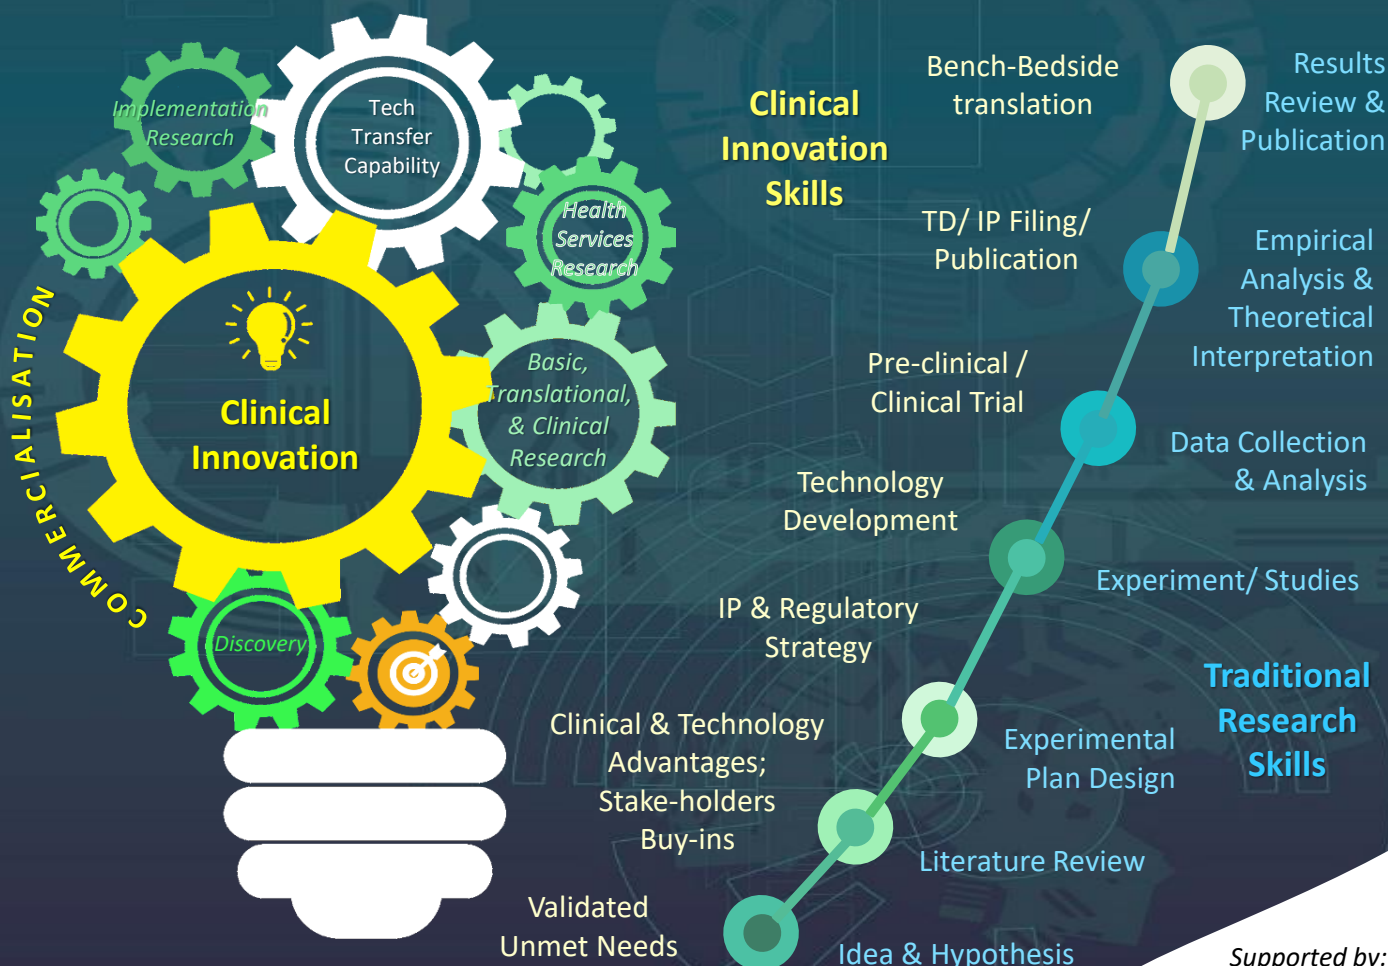 Implementation
Research
Tech
Transfer
Capability
Health
Services
Research
Clinical
Innovation
Basic,
Translational,
& Clinical
Research
COMMERCIALISATION
Discovery
Clinical
Innovation
Skills
Bench-Bedside
translation
TD/ IP Filing/
Publication
Pre-clinical /
Clinical Trial
Technology
Development
IP & Regulatory
Strategy
Clinical & Technology
Advantages;
Stake-holders
Buy-ins
Validated
Unmet Needs
Results
Review &
Publication
Empirical
Analysis &
Theoretical
Interpretation
Data Collection
& Analysis
Experiment/ Studies
Traditional
Research
Skills
Experimental
Plan Design
Literature Review
Idea & Hypothesis
Supported by: